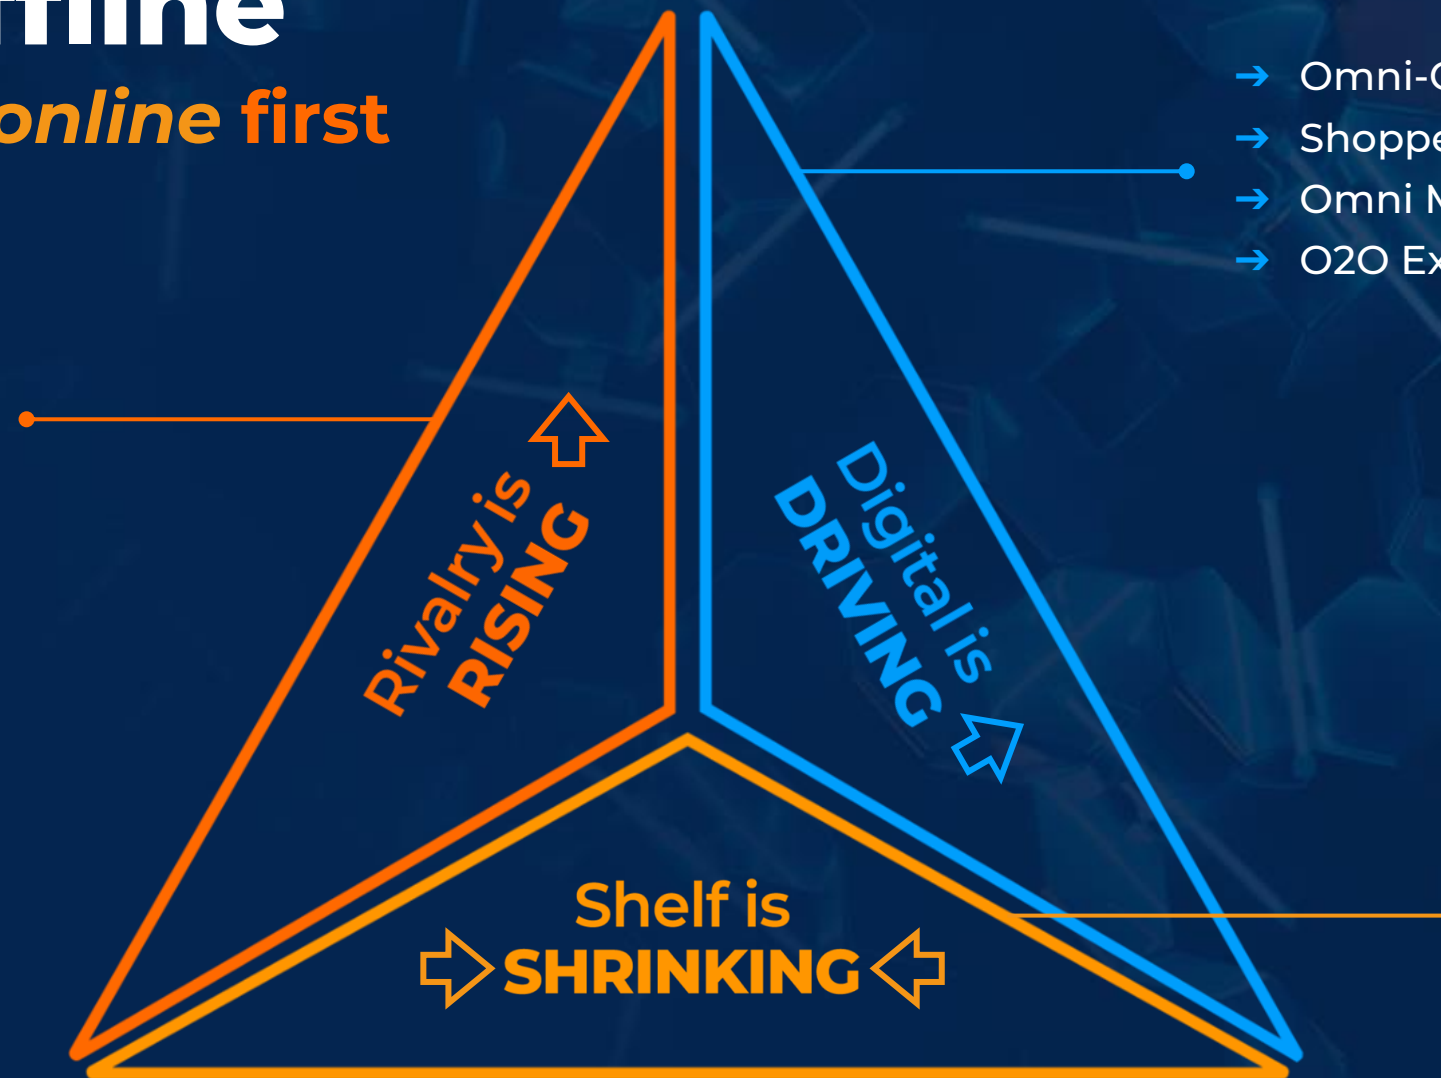 online first
Omni-
Shoppe
Omni
O2O Ex
Rivalry is
RISING
Digital is
DRIVING
Shelf is
SHRINKING